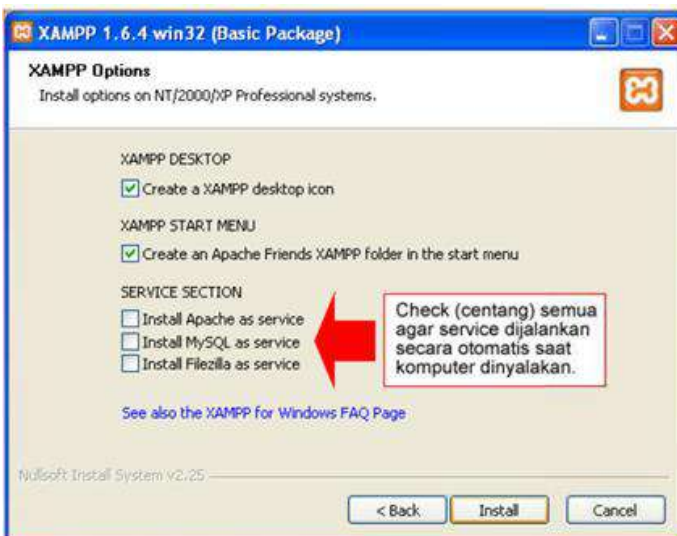 XAMPP 1.6.4 win32 (Basic Package)
XAMPP Options
Install options on NT/2000/XP Professional systems.
XAMPP DESKTOP
Create a XAMPP desktop icon
XAMPP START MENU
Create an Apache Friends XAMPP folder in the start menu
SERVICE SECTION
Install Apache as service
Install MySQL as service
Install Filezilla as service
Check (centang) semua
agar service dijalankan
secara otomatis saat
komputer dinyalakan.
See also the XAMPP for Windows FAQ Page
Nullsoft Install System v2.25
< Back
Install
Cancel